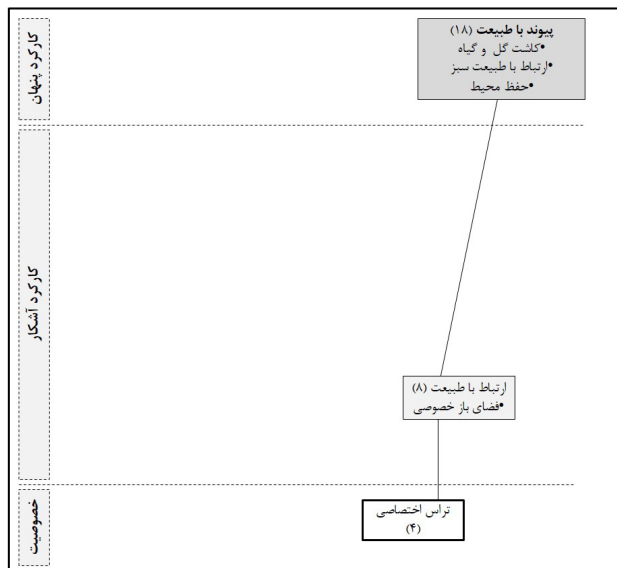 کارکرد پنهان
پیوند با طبیعت (۱۸)
•کاشت گل و گیاه
•ارتباط با طبیعت سبز
•حفظ محیط
کارکرد آشکار
ارتباط با طبیعت (۸)
•فضای باز خصوصی
خصوصیت
تراس اختصاصی
(۴)